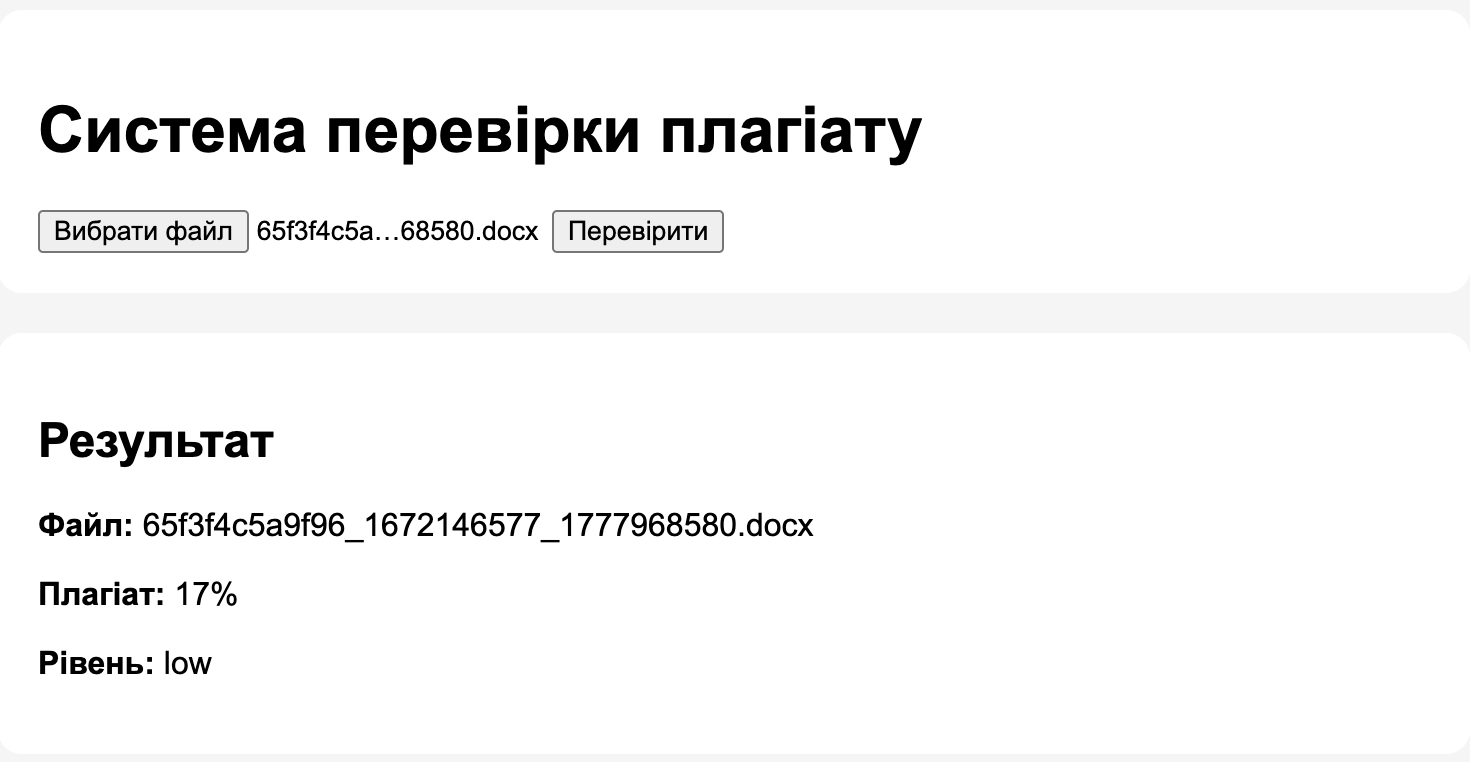 Система перевірки плагіату
Вибрати файл 65f3f4c5a…68580.docx Перевірити
Результат
Файл: 65f3f4c5a9f96_1672146577_1777968580.docx
Плагіат: 17%
Рівень: low